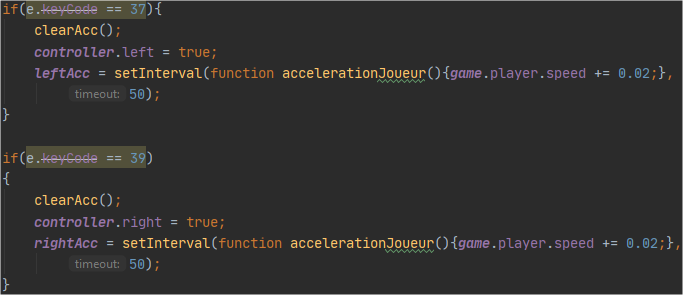 if(e.keyCode == 37){
clearAcc();
controller.left = true;
leftAcc = setInterval(function accelerationJoueur(){game.player.speed += 0.02;},
timeout: 50);
}
if(e.keyCode == 39)
{
clearAcc();
controller.right = true;
rightAcc = setInterval(function accelerationJoueur(){game.player.speed += 0.02;},
timeout: 50);
}